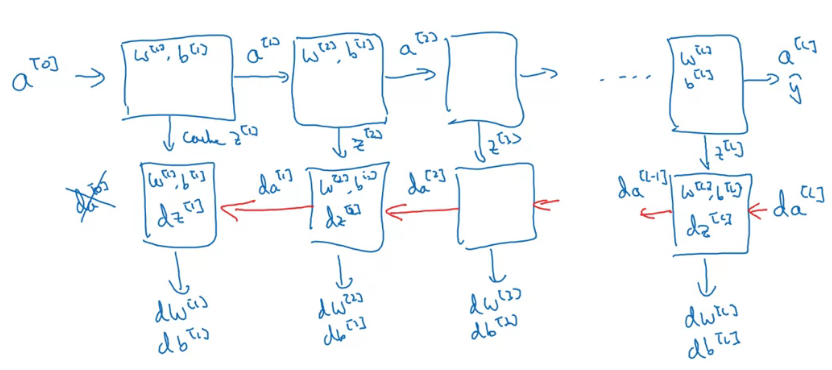 a^[0] → w^[1], b^[1] a^[1] → w^[2], b^[1] a^[2] → → .... w^[L] → a^[L]
b^[L] ŷ
cache z^[1] z^[2] z^[3] z^[L]
da^[0] w^[1], b^[1] da^[1] w^[2], b^[2] da^[2] da^[L-1] w^[L], b^[L] da^[L]
dz^[1] dz^[2] dz^[L]
dw^[1] dw^[2] dw^[3] dw^[L]
db^[1] db^[2] db^[3] db^[L]